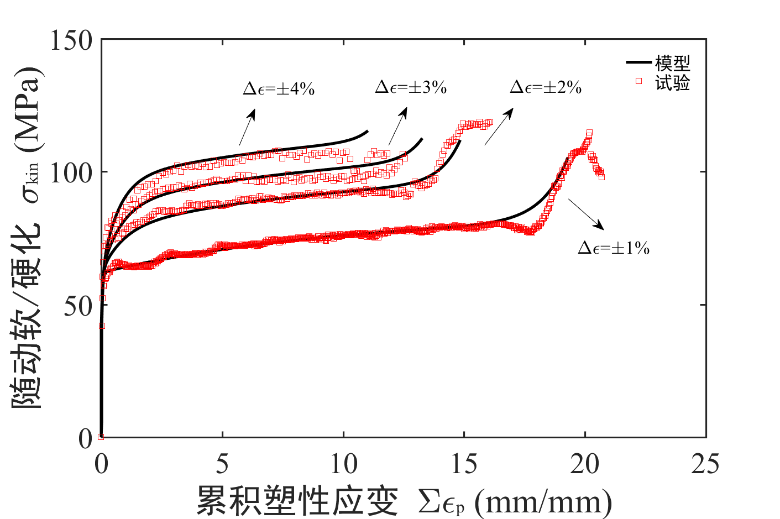 150
100
50
0
0
5
10
15
20
25
随动软/硬化 σkin (MPa)
累积塑性应变 Σϵp (mm/mm)
模型
试验
Δϵ=±4%
Δϵ=±3%
Δϵ=±2%
Δϵ=±1%